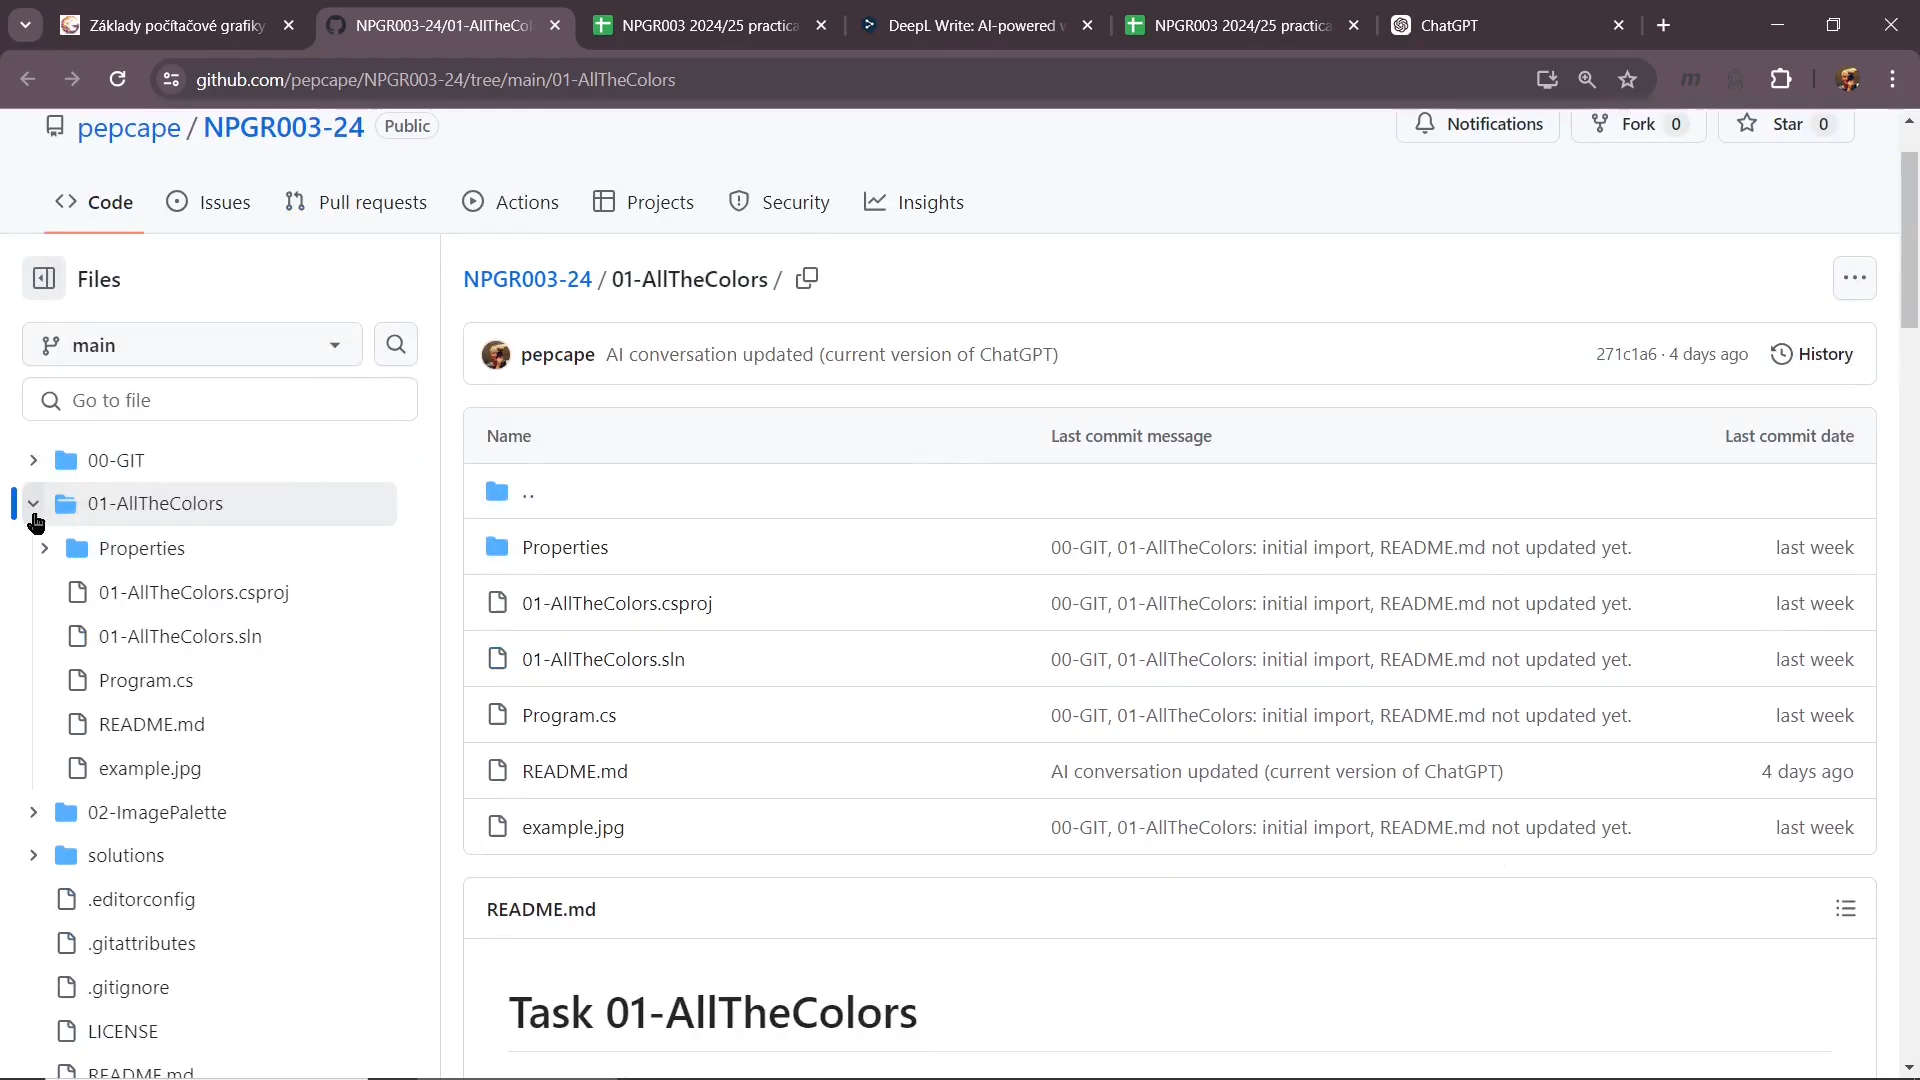 Základy počítačové grafiky
NPGR003-24/01-AllTheCol
NPGR003 2024/25 practica
DeepL Write: AI-powered w
NPGR003 2024/25 practica
ChatGPT
github.com/pepcape/NPGR003-24/tree/main/01-AllTheColors
pepcape / NPGR003-24 Public
Notifications
Fork 0
Star 0
Code
Issues
Pull requests
Actions
Projects
Security
Insights
Files
main
Go to file
00-GIT
01-AllTheColors
Properties
01-AllTheColors.csproj
01-AllTheColors.sln
Program.cs
README.md
example.jpg
02-ImagePalette
solutions
.editorconfig
.gitattributes
.gitignore
LICENSE
README.md
NPGR003-24 / 01-AllTheColors /
pepcape AI conversation updated (current version of ChatGPT) 271c1a6 · 4 days ago History
Name Last commit message Last commit date
..
Properties 00-GIT, 01-AllTheColors: initial import, README.md not updated yet. last week
01-AllTheColors.csproj 00-GIT, 01-AllTheColors: initial import, README.md not updated yet. last week
01-AllTheColors.sln 00-GIT, 01-AllTheColors: initial import, README.md not updated yet. last week
Program.cs 00-GIT, 01-AllTheColors: initial import, README.md not updated yet. last week
README.md AI conversation updated (current version of ChatGPT) 4 days ago
example.jpg 00-GIT, 01-AllTheColors: initial import, README.md not updated yet. last week
README.md
Task 01-AllTheColors